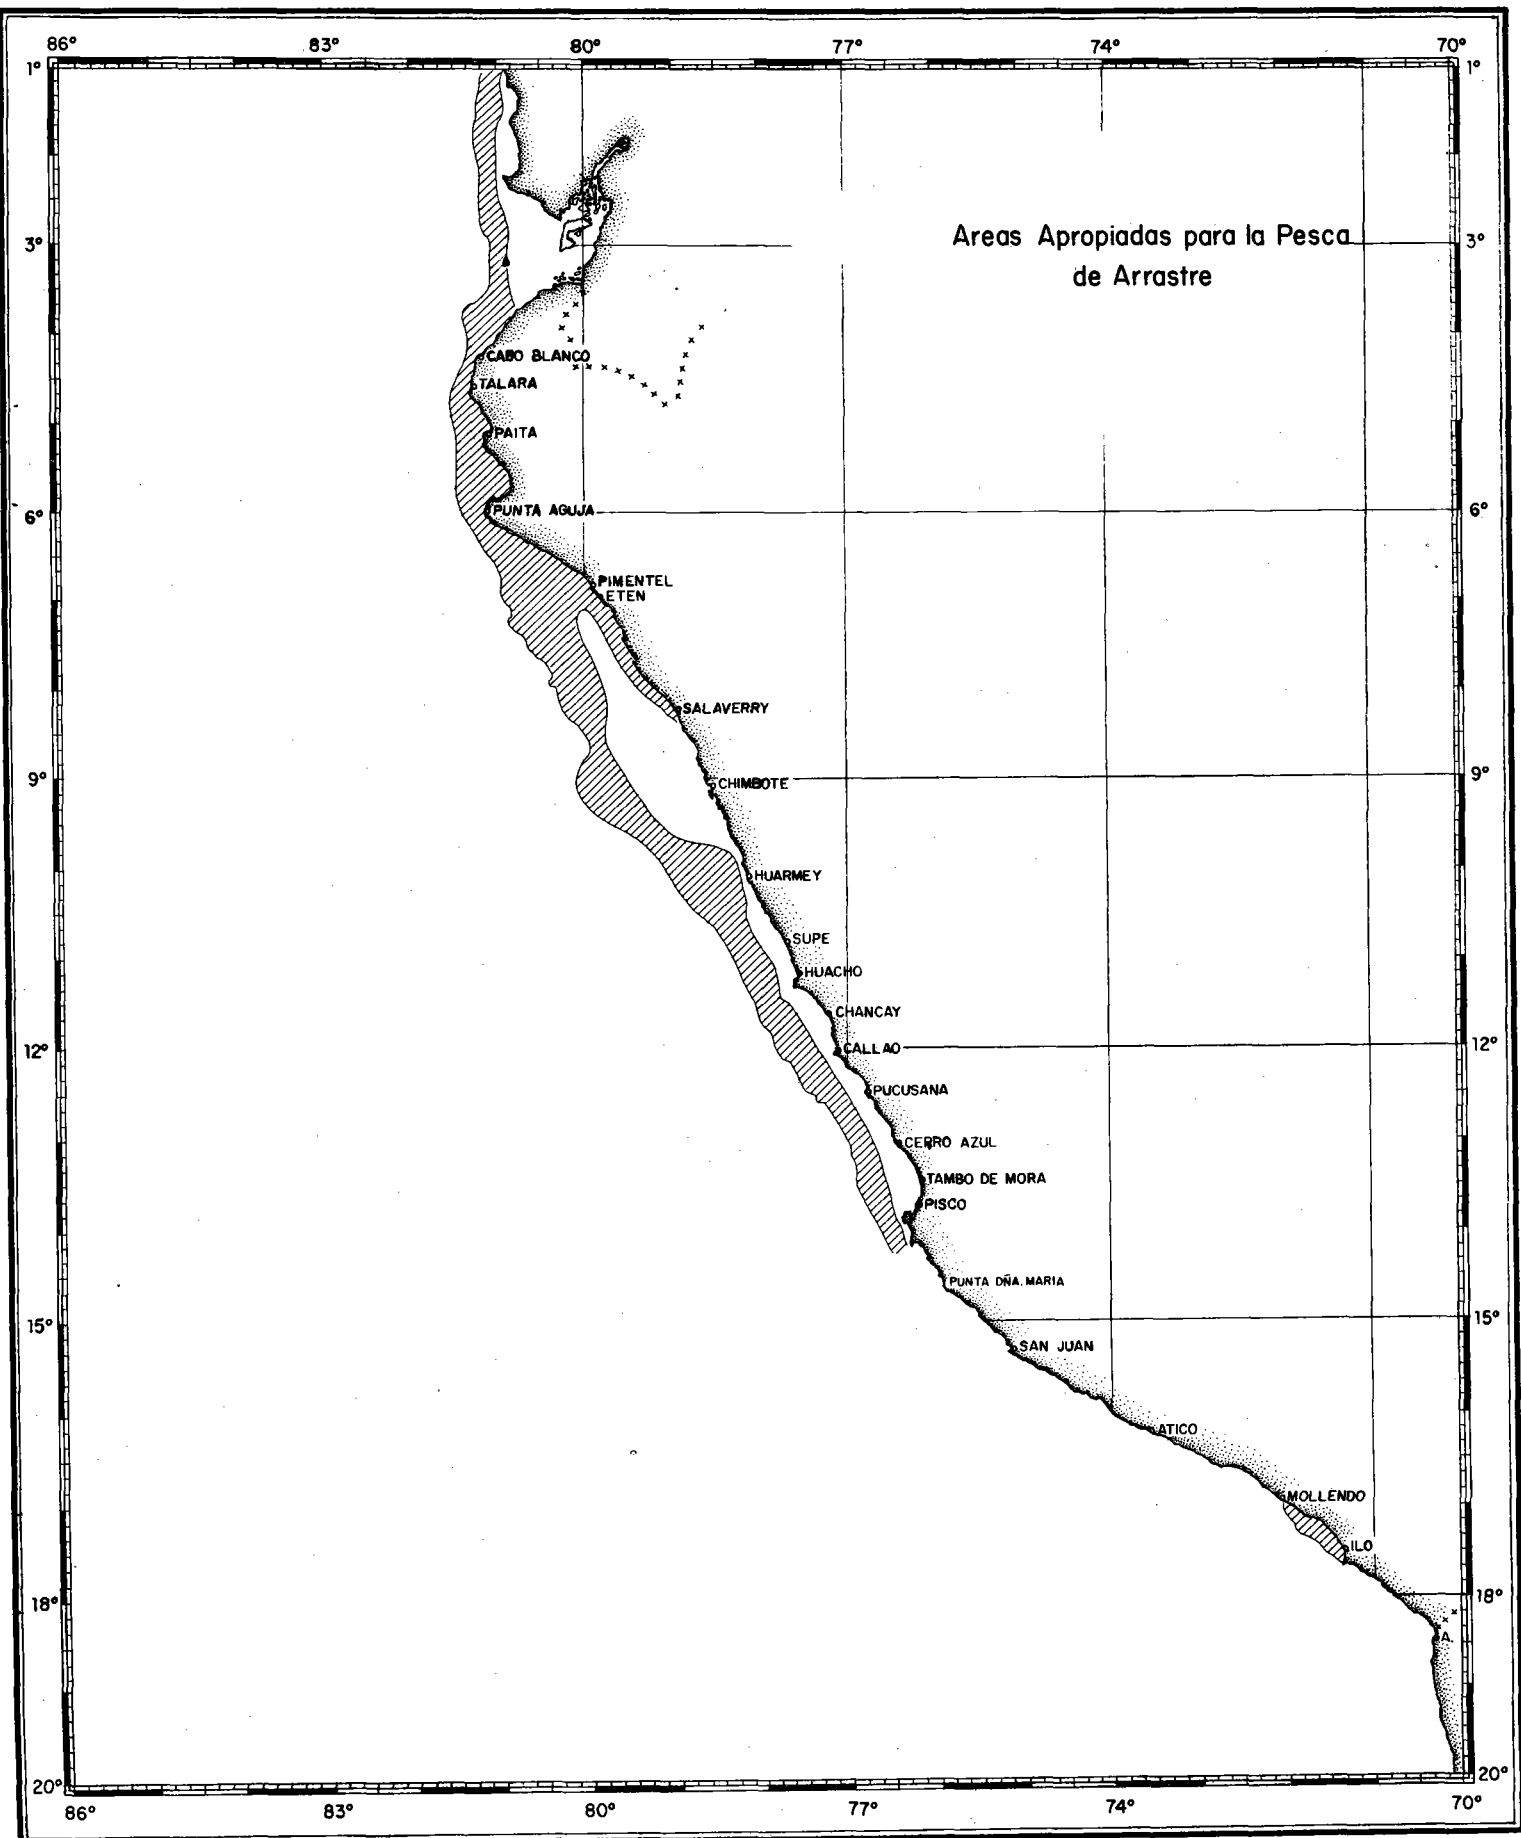 86° 83° 80° 77° 74° 70°
1° 1°
3° 3°
Areas Apropiadas para la Pesca
de Arrastre
CABO BLANCO
TALARA
PAITA
PUNTA AGUJA
6° 6°
PIMENTEL
ETEN
SALAVERRY
9° 9°
CHIMBOTE
HUARMEY
SUPE
HUACHO
CHANCAY
CALLAO
12° 12°
PUCUSANA
CERRO AZUL
TAMBO DE MORA
PISCO
PUNTA DÑA. MARIA
15° 15°
SAN JUAN
ATICO
MOLLENDO
ILO
18° 18°
A.
20° 20°
86° 83° 80° 77° 74° 70°